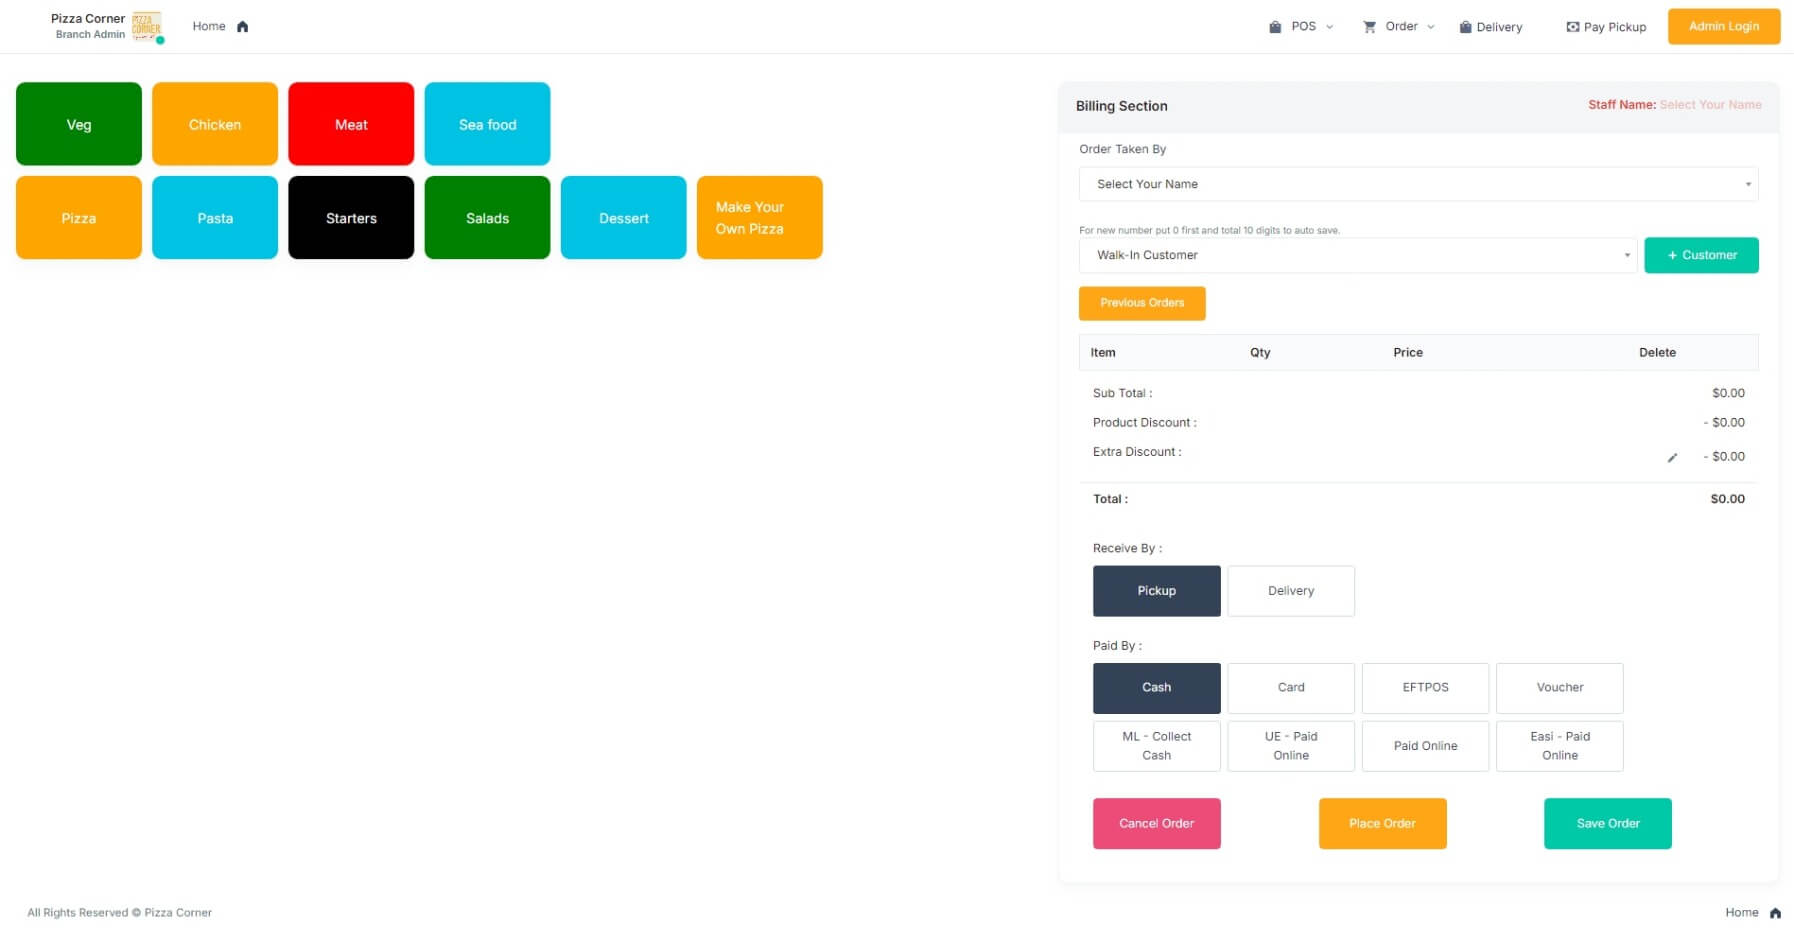 Pizza Corner
Branch Admin
PIZZA
CORNER
Home
POS
Order
Delivery
Pay Pickup
Admin Login
Veg
Chicken
Meat
Sea food
Pizza
Pasta
Starters
Salads
Dessert
Make Your
Own Pizza
Billing Section
Staff Name: Select Your Name
Order Taken By
Select Your Name
For new number put 0 first and total 10 digits to auto save.
Walk-In Customer
+ Customer
Previous Orders
Item Qty Price Delete
Sub Total : $0.00
Product Discount : - $0.00
Extra Discount : - $0.00
Total : $0.00
Receive By :
Pickup
Delivery
Paid By :
Cash
Card
EFTPOS
Voucher
ML - Collect
Cash
UE - Paid
Online
Paid Online
Easi - Paid
Online
Cancel Order
Place Order
Save Order
All Rights Reserved © Pizza Corner
Home